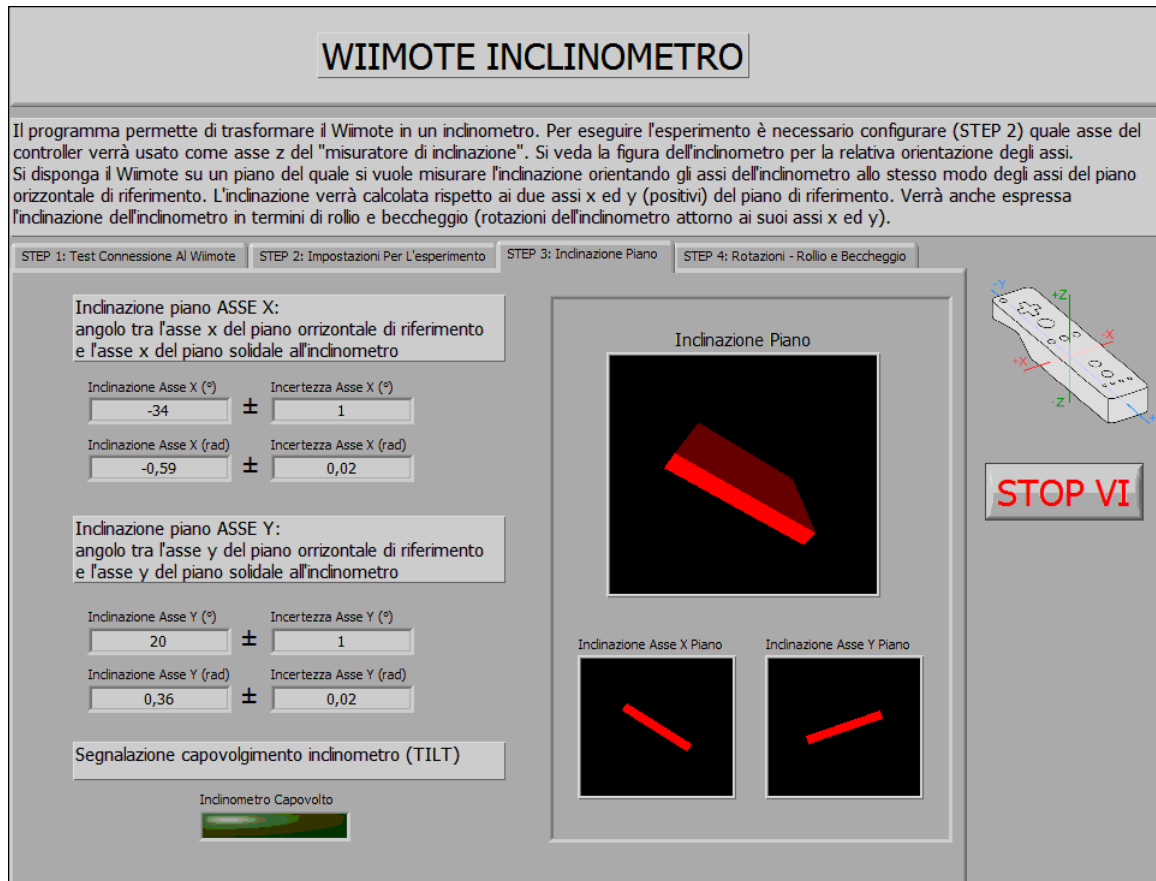 WIIMOTE INCLINOMETRO
Il programma permette di trasformare il Wiimote in un inclinometro. Per eseguire l'esperimento è necessario configurare (STEP 2) quale asse del
controller verrà usato come asse z del "misuratore di inclinazione". Si veda la figura dell'inclinometro per la relativa orientazione degli assi.
Si disponga il Wiimote su un piano del quale si vuole misurare l'inclinazione orientando gli assi dell'inclinometro allo stesso modo degli assi del piano
orizzontale di riferimento. L'inclinazione verrà calcolata rispetto ai due assi x ed y (positivi) del piano di riferimento. Verrà anche espressa
l'inclinazione dell'inclinometro in termini di rollio e beccheggio (rotazioni dell'inclinometro attorno ai suoi assi x ed y).
STEP 1: Test Connessione Al Wiimote
STEP 2: Impostazioni Per L'esperimento
STEP 3: Inclinazione Piano
STEP 4: Rotazioni - Rollio e Beccheggio
Inclinazione piano ASSE X:
angolo tra l'asse x del piano orrizontale di riferimento
e l'asse x del piano solidale all'inclinometro
Inclinazione Asse X (°)
Incertezza Asse X (°)
-34 ± 1
Inclinazione Asse X (rad)
Incertezza Asse X (rad)
-0,59 ± 0,02
Inclinazione piano ASSE Y:
angolo tra l'asse y del piano orrizontale di riferimento
e l'asse y del piano solidale all'inclinometro
Inclinazione Asse Y (°)
Incertezza Asse Y (°)
20 ± 1
Inclinazione Asse Y (rad)
Incertezza Asse Y (rad)
0,36 ± 0,02
Segnalazione capovolgimento inclinometro (TILT)
Inclinometro Capovolto
Inclinazione Piano
Inclinazione Asse X Piano
Inclinazione Asse Y Piano
-Y
+Z
-X
+X
-Z
STOP VI